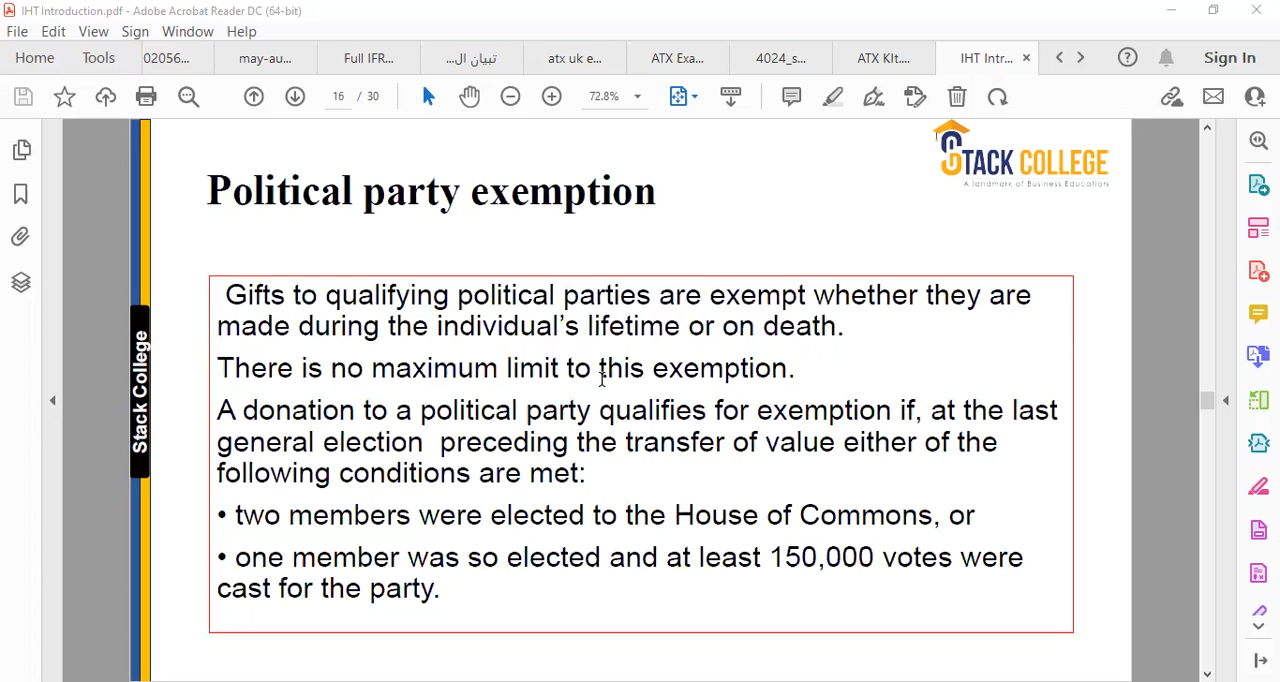 IHT Introduction.pdf - Adobe Acrobat Reader DC (64-bit)
File Edit View Sign Window Help
Home Tools 02056... may-au... Full IFR... تبيان ال... atx uk e... ATX Exa... 4024_s... ATX KIt.... IHT Intr... × Sign In
16 / 30 72.8%
STACK COLLEGE
A landmark of Business Education
Political party exemption
Gifts to qualifying political parties are exempt whether they are
made during the individual's lifetime or on death.
There is no maximum limit to this exemption.
A donation to a political party qualifies for exemption if, at the last
general election preceding the transfer of value either of the
following conditions are met:
• two members were elected to the House of Commons, or
• one member was so elected and at least 150,000 votes were
cast for the party.
Stack College